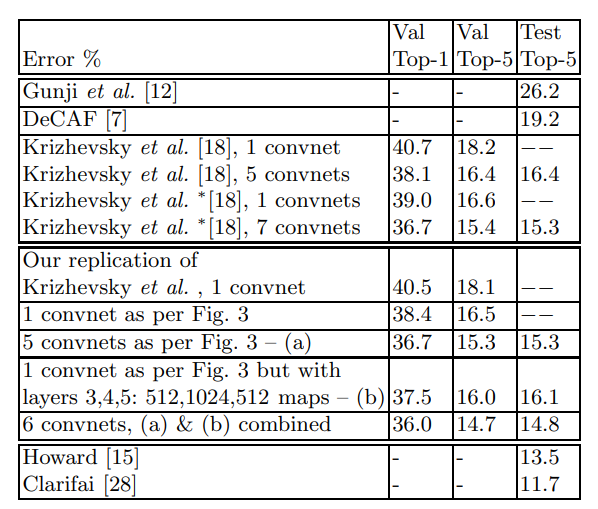 Val Val Test
Error % Top-1 Top-5 Top-5
Gunji et al. [12] - - 26.2
DeCAF [7] - - 19.2
Krizhevsky et al. [18], 1 convnet 40.7 18.2 −−
Krizhevsky et al. [18], 5 convnets 38.1 16.4 16.4
Krizhevsky et al. *[18], 1 convnets 39.0 16.6 −−
Krizhevsky et al. *[18], 7 convnets 36.7 15.4 15.3
Our replication of
Krizhevsky et al. , 1 convnet 40.5 18.1 −−
1 convnet as per Fig. 3 38.4 16.5 −−
5 convnets as per Fig. 3 – (a) 36.7 15.3 15.3
1 convnet as per Fig. 3 but with
layers 3,4,5: 512,1024,512 maps – (b) 37.5 16.0 16.1
6 convnets, (a) & (b) combined 36.0 14.7 14.8
Howard [15] - - 13.5
Clarifai [28] - - 11.7